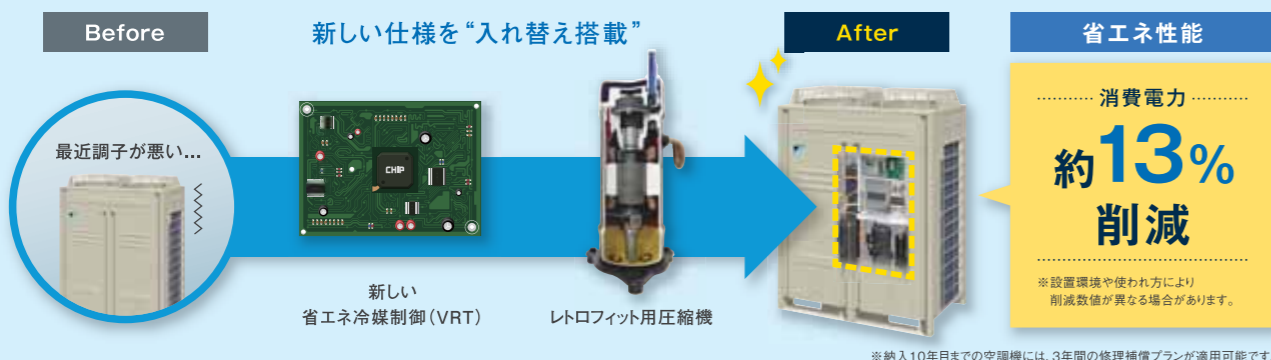 Before
新しい仕様を“入れ替え搭載”
After
省エネ性能
最近調子が悪い…
CHIP
新しい
省エネ冷媒制御（VRT）
レトロフィット用圧縮機
消費電力
約13%
削減
※設置環境や使われ方により
削減数値が異なる場合があります。
※納入10年目までの空調機には、3年間の修理補償プランが適用可能です